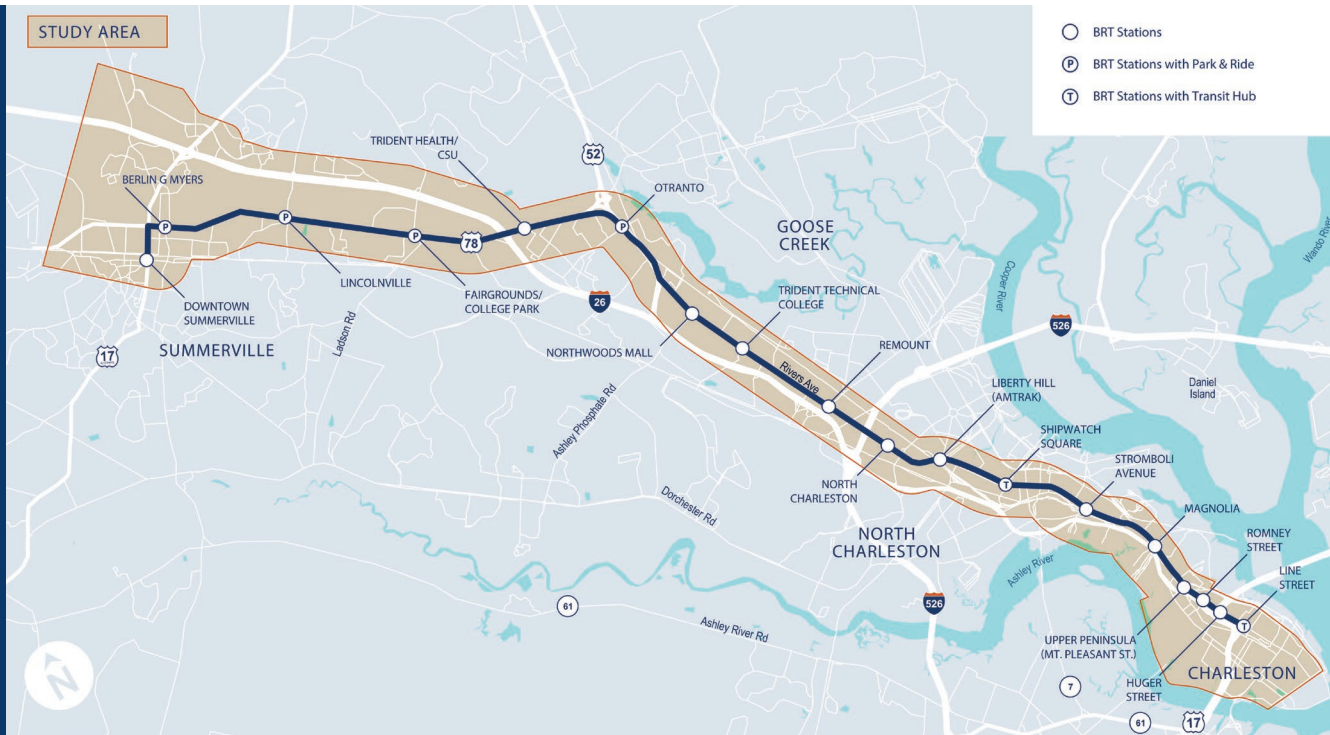 STUDY AREA
BRT Stations
P
BRT Stations with Park & Ride
T
BRT Stations with Transit Hub
TRIDENT HEALTH/
CSU
52
BERLIN G MYERS
P
P
P
78
P
OTRANTO
GOOSE
CREEK
Cooper River
Wando River
DOWNTOWN
SUMMERVILLE
LINCOLNVILLE
FAIRGROUNDS/
COLLEGE PARK
26
SUMMERVILLE
17
Ladson Rd
NORTHWOODS MALL
TRIDENT TECHNICAL
COLLEGE
REMOUNT
526
Rivers Ave
Ashley Phosphate Rd
LIBERTY HILL
(AMTRAK)
Daniel
Island
SHIPWATCH
SQUARE
STROMBOLI
AVENUE
NORTH
CHARLESTON
T
Dorchester Rd
MAGNOLIA
NORTH
CHARLESTON
ROMNEY
STREET
LINE
STREET
Ashley River
61
526
Ashley River Rd
T
UPPER PENINSULA
(MT. PLEASANT ST.)
HUGER
STREET
CHARLESTON
7
61
17
N